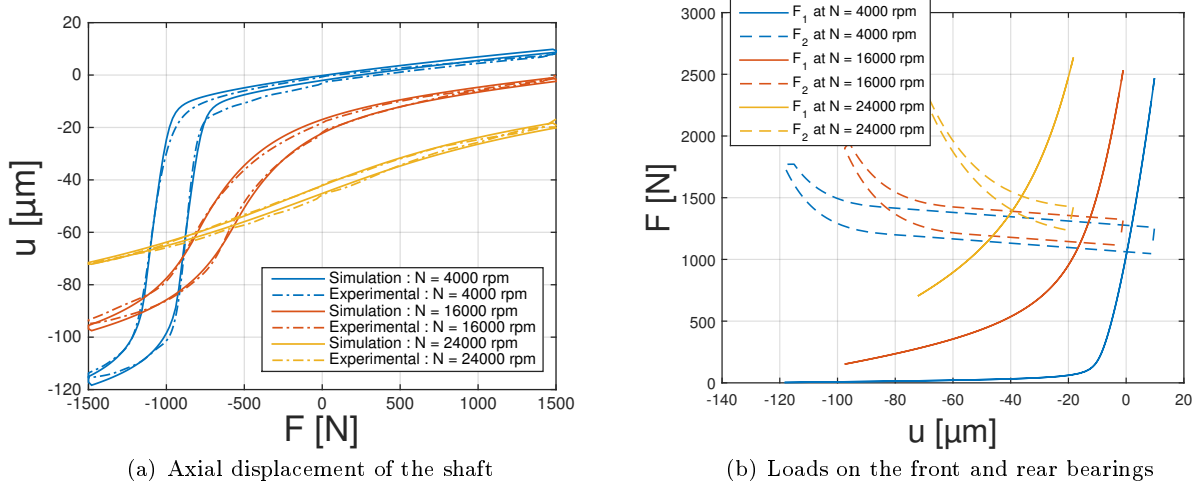 20
0
-20
-40
-60
-80
-100
-120
u [µm]
-1500 -1000 -500 0 500 1000 1500
F [N]
Simulation : N = 4000 rpm
Experimental : N = 4000 rpm
Simulation : N = 16000 rpm
Experimental : N = 16000 rpm
Simulation : N = 24000 rpm
Experimental : N = 24000 rpm
(a) Axial displacement of the shaft
3000
2500
2000
1500
1000
500
0
F [N]
-140 -120 -100 -80 -60 -40 -20 0 20
u [µm]
F1 at N = 4000 rpm
F2 at N = 4000 rpm
F1 at N = 16000 rpm
F2 at N = 16000 rpm
F1 at N = 24000 rpm
F2 at N = 24000 rpm
(b) Loads on the front and rear bearings